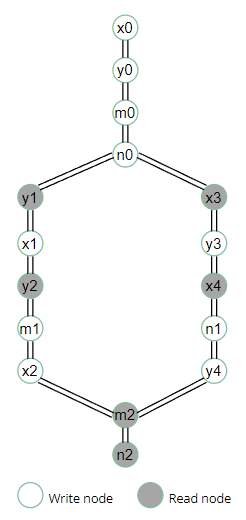 x0
y0
m0
n0
y1 x3
x1 y3
y2 x4
m1 n1
x2 y4
m2
n2
Write node Read node